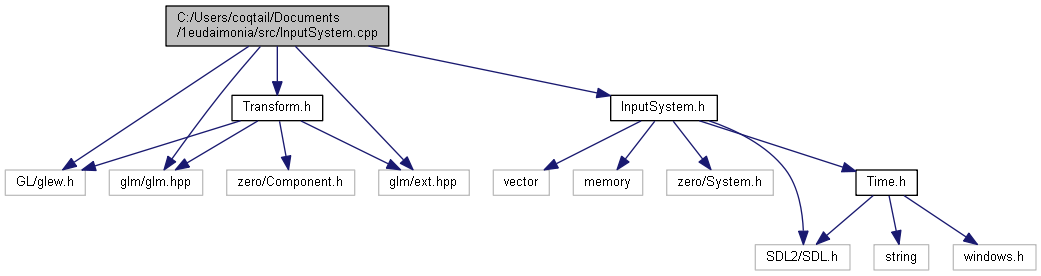 C:/Users/coqtail/Documents
/1eudaimonia/src/InputSystem.cpp
Transform.h
InputSystem.h
GL/glew.h
glm/glm.hpp
zero/Component.h
glm/ext.hpp
vector
memory
zero/System.h
Time.h
SDL2/SDL.h
string
windows.h